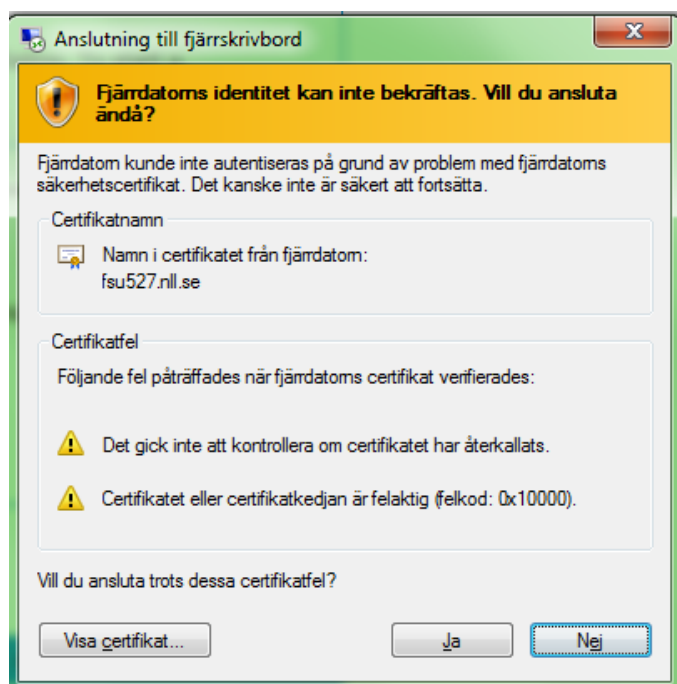 Anslutning till fjärrskrivbord
Fjärrdatorns identitet kan inte bekräftas. Vill du ansluta
ändå?
Fjärrdatorn kunde inte autentiseras på grund av problem med fjärrdatorns
säkerhetscertifikat. Det kanske inte är säkert att fortsätta.
Certifikatnamn
Namn i certifikatet från fjärrdatorn:
fsu527.nll.se
Certifikatfel
Följande fel påträffades när fjärrdatorns certifikat verifierades:
Det gick inte att kontrollera om certifikatet har återkallats.
Certifikatet eller certifikatkedjan är felaktig (felkod: 0x10000).
Vill du ansluta trots dessa certifikatfel?
Visa certifikat...
Ja
Nej